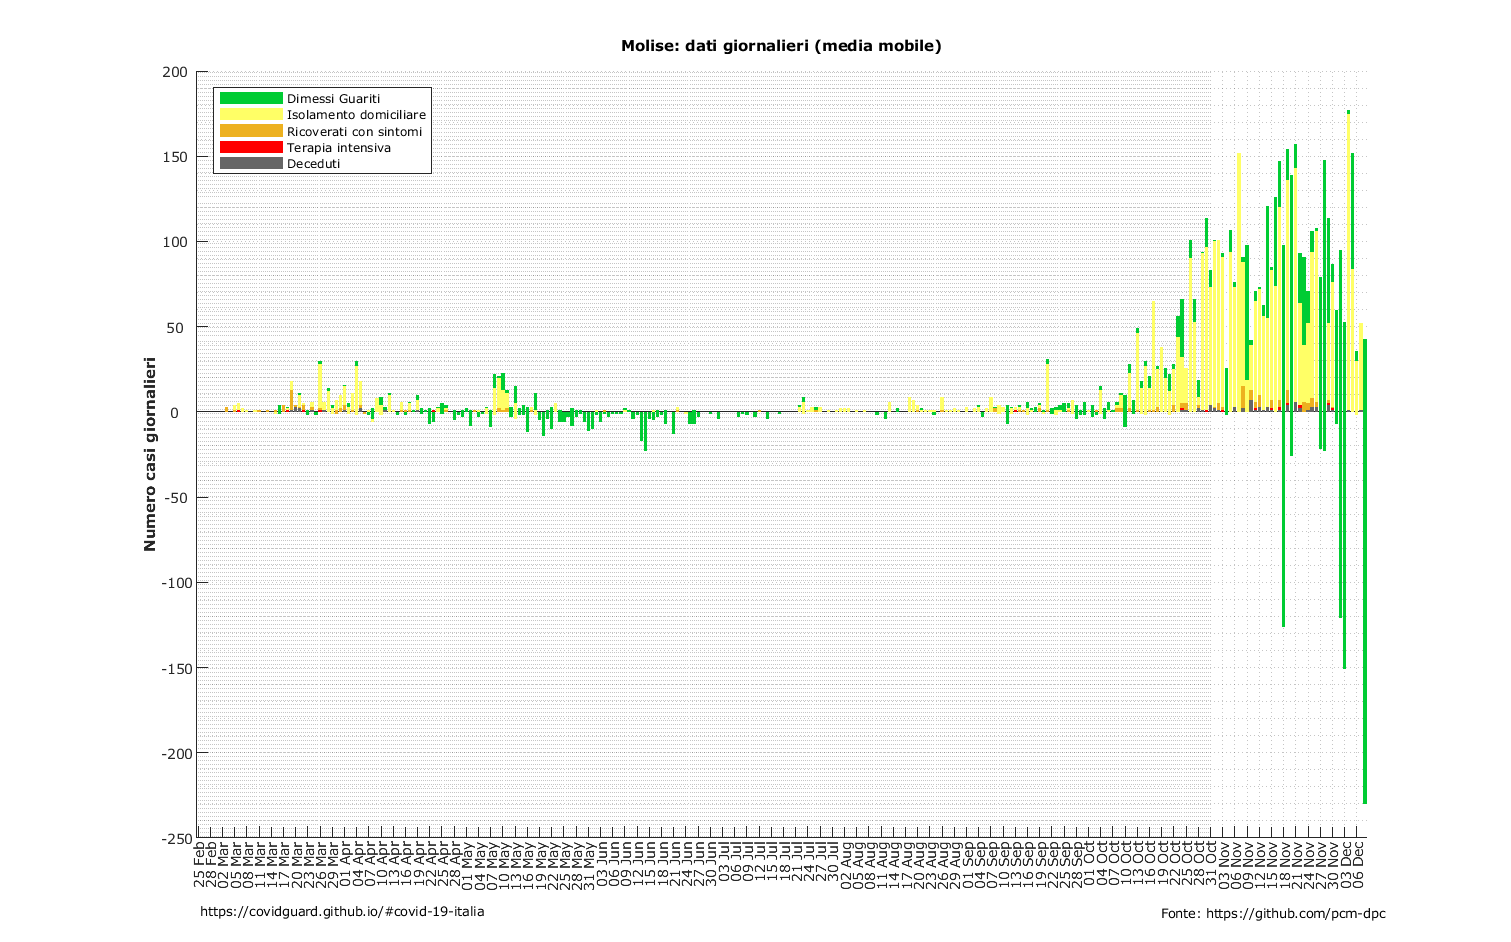 Molise: dati giornalieri (media mobile)
200
150
100
50
0
-50
-100
-150
-200
-250
Numero casi giornalieri
Dimessi Guariti
Isolamento domiciliare
Ricoverati con sintomi
Terapia intensiva
Deceduti
25 Feb
28 Feb
02 Mar
05 Mar
08 Mar
11 Mar
14 Mar
17 Mar
20 Mar
23 Mar
26 Mar
29 Mar
01 Apr
04 Apr
07 Apr
10 Apr
13 Apr
16 Apr
19 Apr
22 Apr
25 Apr
28 Apr
01 May
04 May
07 May
10 May
13 May
16 May
19 May
22 May
25 May
28 May
31 May
03 Jun
06 Jun
09 Jun
12 Jun
15 Jun
18 Jun
21 Jun
24 Jun
27 Jun
30 Jun
03 Jul
06 Jul
09 Jul
12 Jul
15 Jul
18 Jul
21 Jul
24 Jul
27 Jul
30 Jul
02 Aug
05 Aug
08 Aug
11 Aug
14 Aug
17 Aug
20 Aug
23 Aug
26 Aug
29 Aug
01 Sep
04 Sep
07 Sep
10 Sep
13 Sep
16 Sep
19 Sep
22 Sep
25 Sep
28 Sep
01 Oct
04 Oct
07 Oct
10 Oct
13 Oct
16 Oct
19 Oct
22 Oct
25 Oct
28 Oct
31 Oct
03 Nov
06 Nov
09 Nov
12 Nov
15 Nov
18 Nov
21 Nov
24 Nov
27 Nov
30 Nov
03 Dec
06 Dec
https://covidguard.github.io/#covid-19-italia
Fonte: https://github.com/pcm-dpc